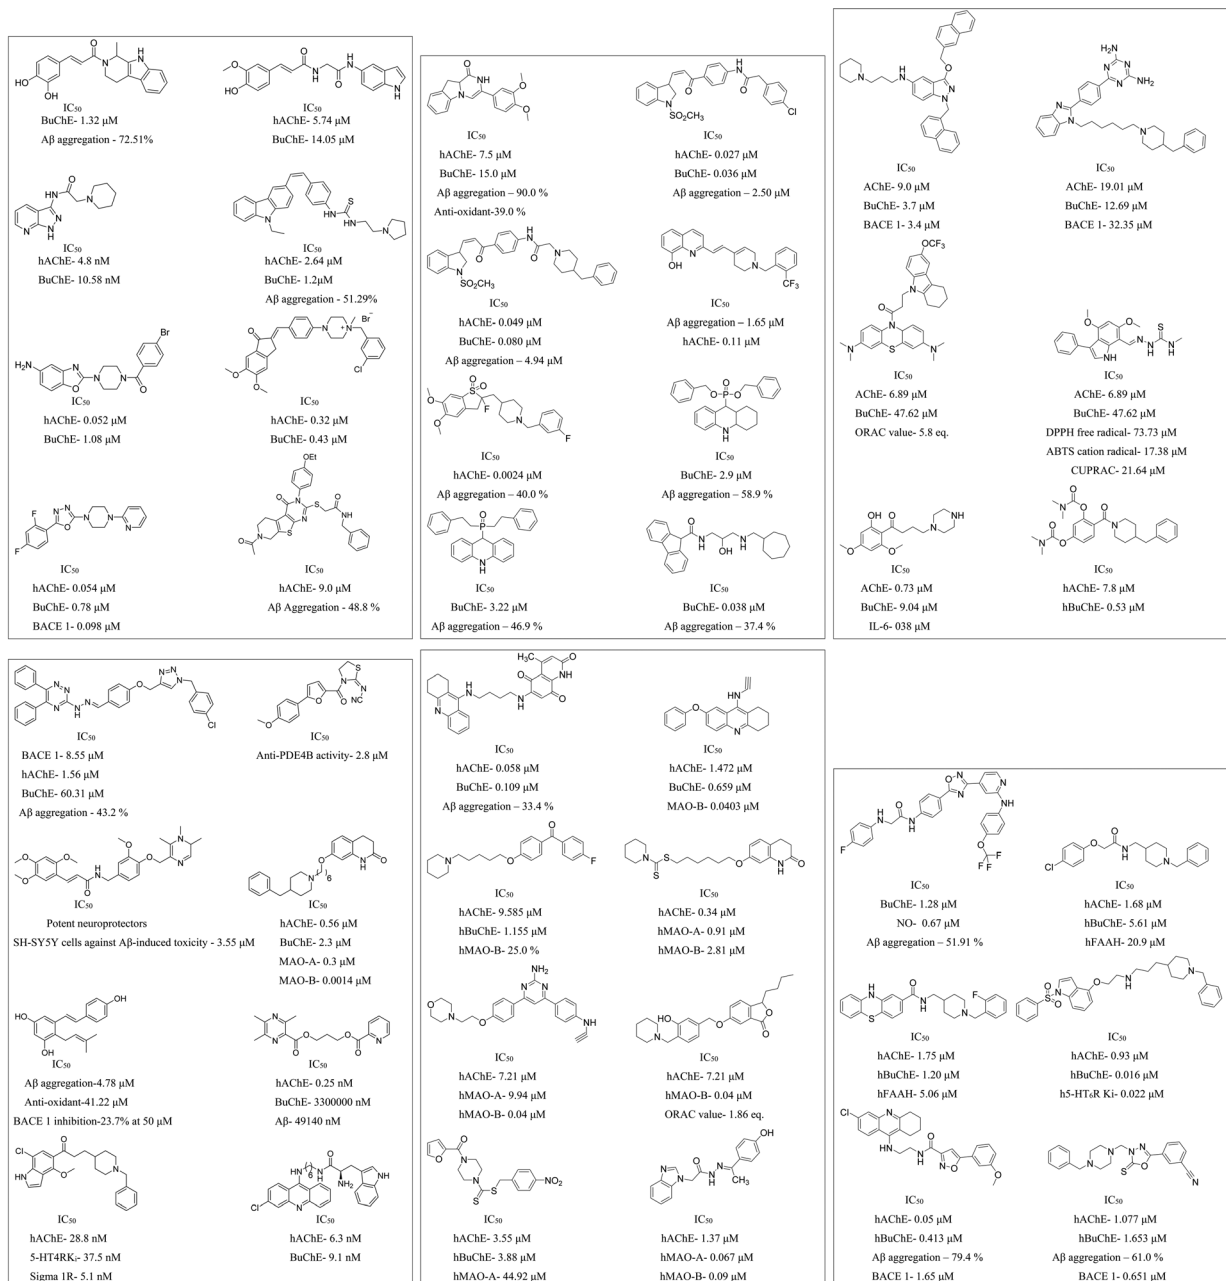 IC₅₀
BuChE- 1.32 μM
Aβ aggregation - 72.51%
IC₅₀
hAChE- 5.74 μM
BuChE- 14.05 μM
IC₅₀
hAChE- 4.8 nM
BuChE- 10.58 nM
IC₅₀
hAChE- 2.64 μM
BuChE- 1.2μM
Aβ aggregation - 51.29%
IC₅₀
hAChE- 0.052 μM
BuChE- 1.08 μM
IC₅₀
hAChE- 0.32 μM
BuChE- 0.43 μM
IC₅₀
hAChE- 0.054 μM
BuChE- 0.78 μM
BACE 1- 0.098 μM
IC₅₀
hAChE- 9.0 μM
Aβ Aggregation - 48.8 %
IC₅₀
hAChE- 7.5 μM
BuChE- 15.0 μM
Aβ aggregation – 90.0 %
Anti-oxidant-39.0 %
IC₅₀
hAChE- 0.027 μM
BuChE- 0.036 μM
Aβ aggregation – 2.50 μM
IC₅₀
hAChE- 0.049 μM
BuChE- 0.080 μM
Aβ aggregation – 4.94 μM
IC₅₀
Aβ aggregation – 1.65 μM
hAChE- 0.11 μM
IC₅₀
hAChE- 0.0024 μM
Aβ aggregation – 40.0 %
IC₅₀
BuChE- 2.9 μM
Aβ aggregation – 58.9 %
IC₅₀
BuChE- 3.22 μM
Aβ aggregation – 46.9 %
IC₅₀
BuChE- 0.038 μM
Aβ aggregation – 37.4 %
IC₅₀
AChE- 9.0 μM
BuChE- 3.7 μM
BACE 1- 3.4 μM
IC₅₀
AChE- 19.01 μM
BuChE- 12.69 μM
BACE 1- 32.35 μM
IC₅₀
AChE- 6.89 μM
BuChE- 47.62 μM
ORAC value- 5.8 eq.
IC₅₀
AChE- 6.89 μM
BuChE- 47.62 μM
DPPH free radical- 73.73 μM
ABTS cation radical- 17.38 μM
CUPRAC- 21.64 μM
IC₅₀
AChE- 0.73 μM
BuChE- 9.04 μM
IL-6- 038 μM
IC₅₀
hAChE- 7.8 μM
hBuChE- 0.53 μM
IC₅₀
BACE 1- 8.55 μM
hAChE- 1.56 μM
BuChE- 60.31 μM
Aβ aggregation - 43.2 %
IC₅₀
Anti-PDE4B activity- 2.8 μM
IC₅₀
Potent neuroprotectors
SH-SY5Y cells against Aβ-induced toxicity - 3.55 μM
IC₅₀
hAChE- 0.56 μM
BuChE- 2.3 μM
MAO-A- 0.3 μM
MAO-B- 0.0014 μM
IC₅₀
Aβ aggregation-4.78 μM
Anti-oxidant-41.22 μM
BACE 1 inhibition-23.7% at 50 μM
IC₅₀
hAChE- 0.25 nM
BuChE- 3300000 nM
Aβ- 49140 nM
IC₅₀
hAChE- 28.8 nM
5-HT4RKᵢ- 37.5 nM
Sigma 1R- 5.1 nM
IC₅₀
hAChE- 6.3 nM
BuChE- 9.1 nM
IC₅₀
hAChE- 0.058 μM
BuChE- 0.109 μM
Aβ aggregation – 33.4 %
IC₅₀
hAChE- 1.472 μM
BuChE- 0.659 μM
MAO-B- 0.0403 μM
IC₅₀
hAChE- 9.585 μM
hBuChE- 1.155 μM
hMAO-B- 25.0 %
IC₅₀
hAChE- 0.34 μM
hMAO-A- 0.91 μM
hMAO-B- 2.81 μM
IC₅₀
hAChE- 7.21 μM
hMAO-A- 9.94 μM
hMAO-B- 0.04 μM
IC₅₀
hAChE- 7.21 μM
hMAO-B- 0.04 μM
ORAC value- 1.86 eq.
IC₅₀
hAChE- 3.55 μM
hBuChE- 3.88 μM
hMAO-A- 44.92 μM
IC₅₀
hAChE- 1.37 μM
hMAO-A- 0.067 μM
hMAO-B- 0.09 μM
IC₅₀
BuChE- 1.28 μM
NO- 0.67 μM
Aβ aggregation – 51.91 %
IC₅₀
hAChE- 1.68 μM
hBuChE- 5.61 μM
hFAAH- 20.9 μM
IC₅₀
hAChE- 1.75 μM
hBuChE- 1.20 μM
hFAAH- 5.06 μM
IC₅₀
hAChE- 0.93 μM
hBuChE- 0.016 μM
h5-HT₆R Ki- 0.022 μM
IC₅₀
hAChE- 0.05 μM
hBuChE- 0.413 μM
Aβ aggregation – 79.4 %
BACE 1- 1.65 μM
IC₅₀
hAChE- 1.077 μM
hBuChE- 1.653 μM
Aβ aggregation – 61.0 %
BACE 1- 0.651 μM